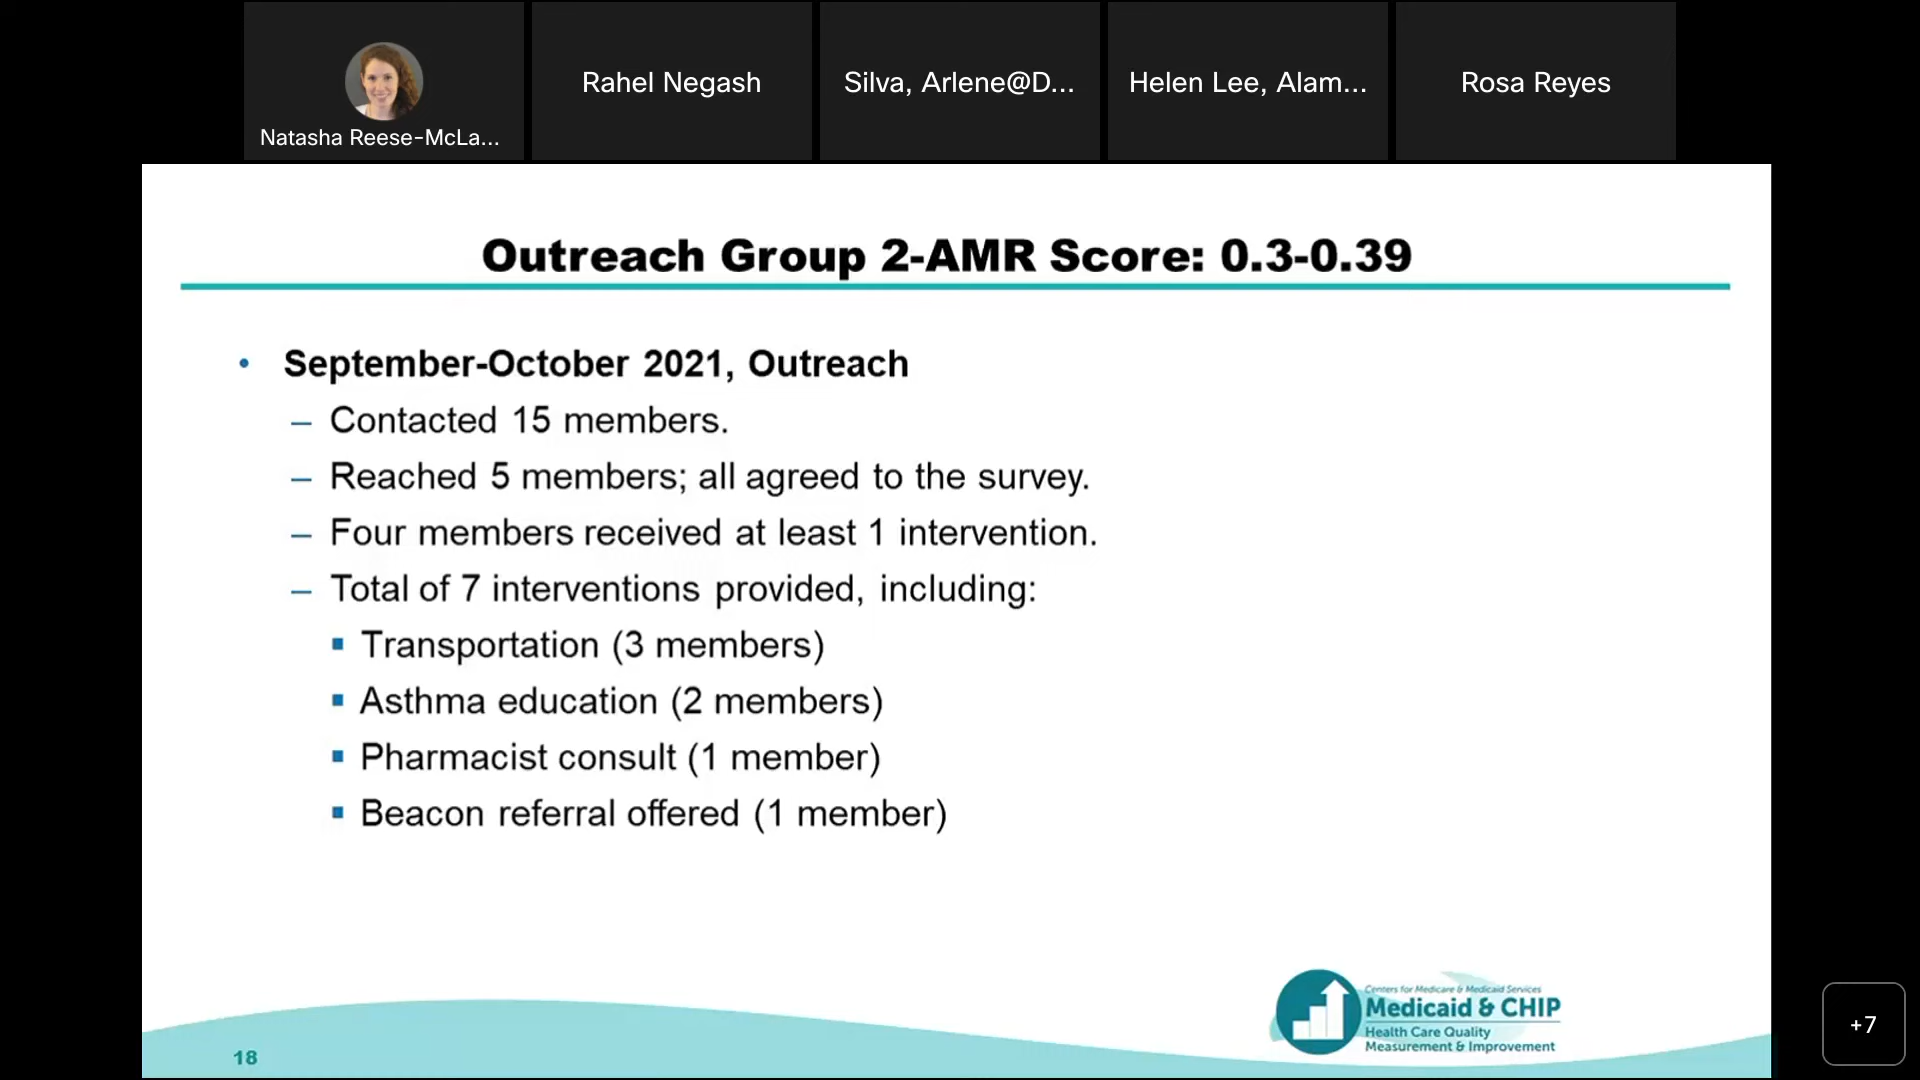 Natasha Reese-McLa...
Rahel Negash
Silva, Arlene@D...
Helen Lee, Alam...
Rosa Reyes
Outreach Group 2-AMR Score: 0.3-0.39
• September-October 2021, Outreach
– Contacted 15 members.
– Reached 5 members; all agreed to the survey.
– Four members received at least 1 intervention.
– Total of 7 interventions provided, including:
▪ Transportation (3 members)
▪ Asthma education (2 members)
▪ Pharmacist consult (1 member)
▪ Beacon referral offered (1 member)
Centers for Medicare & Medicaid Services
Medicaid & CHIP
Health Care Quality
Measurement & Improvement
18
+7